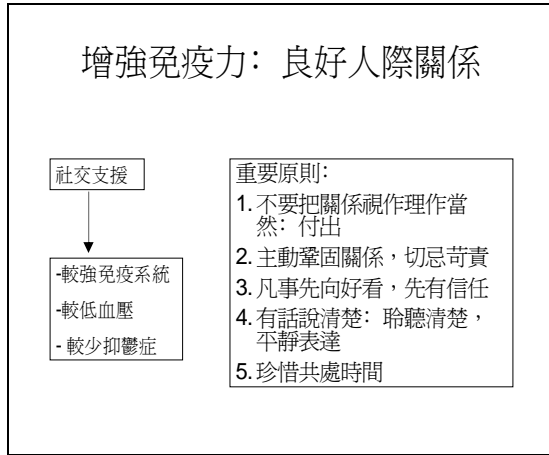 增強免疫力：良好人際關係
社交支援
-較強免疫系統
-較低血壓
- 較少抑鬱症
重要原則：
1. 不要把關係視作理作當
然：付出
2. 主動鞏固關係，切忌苛責
3. 凡事先向好看，先有信任
4. 有話說清楚：聆聽清楚，
平靜表達
5. 珍惜共處時間